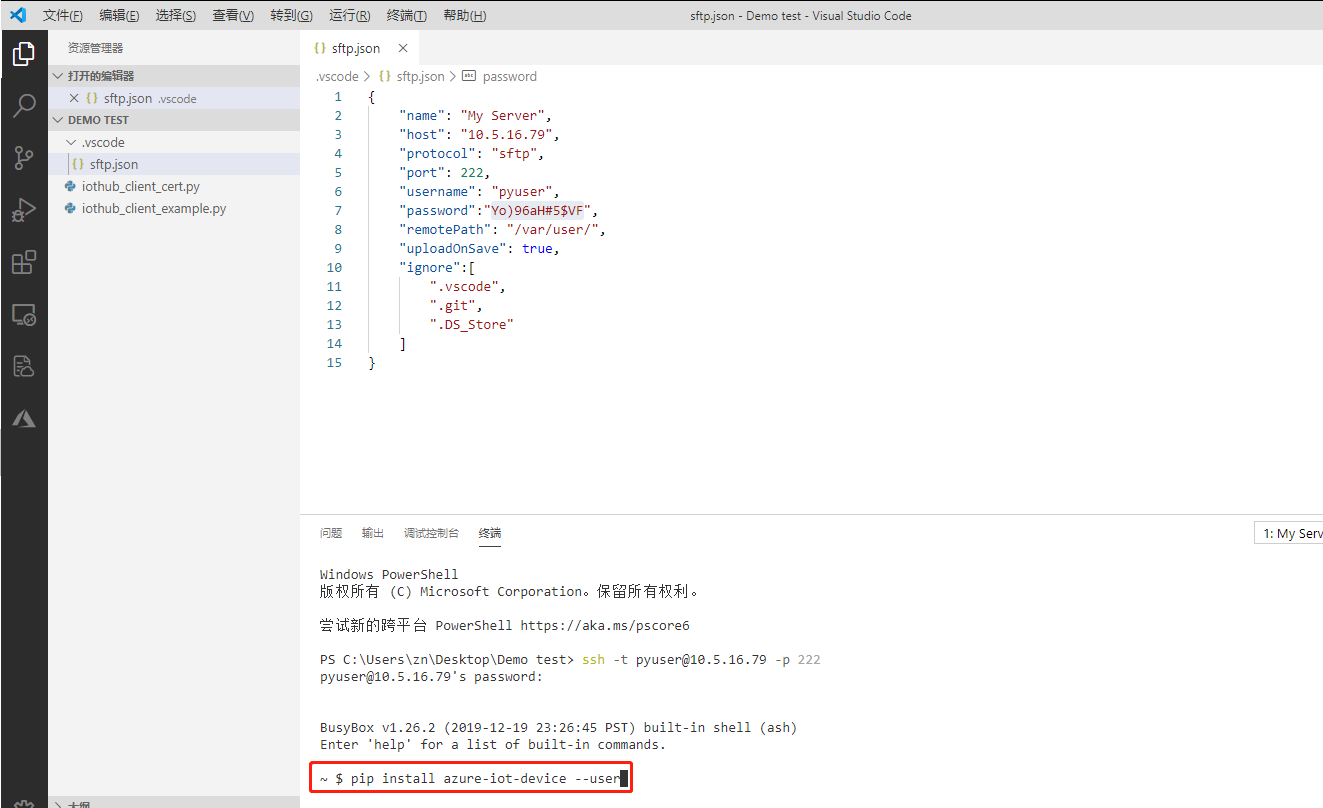 文件(F) 编辑(E) 选择(S) 查看(V) 转到(G) 运行(R) 终端(T) 帮助(H) sftp.json - Demo test - Visual Studio Code
资源管理器
打开的编辑器
sftp.json .vscode
DEMO TEST
.vscode
{} sftp.json
iothub_client_cert.py
iothub_client_example.py
大纲
{} sftp.json
.vscode > {} sftp.json > abc password
1 {
2 "name": "My Server",
3 "host": "10.5.16.79",
4 "protocol": "sftp",
5 "port": 222,
6 "username": "pyuser",
7 "password":"Yo)96aH#5$VF",
8 "remotePath": "/var/user/",
9 "uploadOnSave": true,
10 "ignore":[
11 ".vscode",
12 ".git",
13 ".DS_Store"
14 ]
15 }
问题 输出 调试控制台 终端 1: My Serv
Windows PowerShell
版权所有 (C) Microsoft Corporation。保留所有权利。
尝试新的跨平台 PowerShell https://aka.ms/pscore6
PS C:\Users\zn\Desktop\Demo test> ssh -t pyuser@10.5.16.79 -p 222
pyuser@10.5.16.79's password:
BusyBox v1.26.2 (2019-12-19 23:26:45 PST) built-in shell (ash)
Enter 'help' for a list of built-in commands.
~ $ pip install azure-iot-device --user